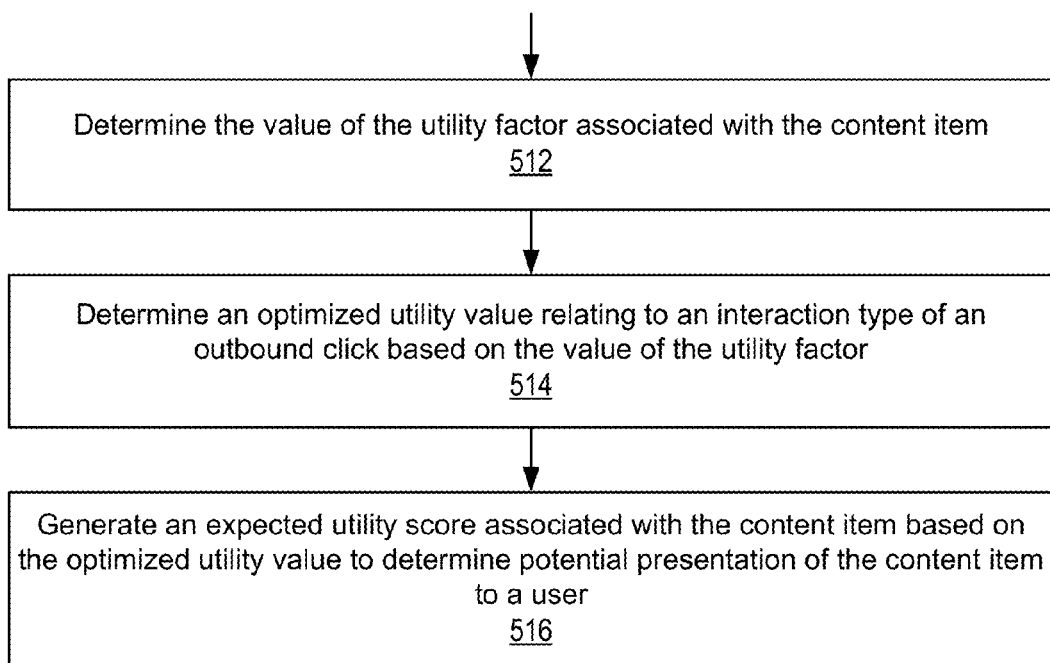 Determine the value of the utility factor associated with the content item
512
Determine an optimized utility value relating to an interaction type of an
outbound click based on the value of the utility factor
514
Generate an expected utility score associated with the content item based on
the optimized utility value to determine potential presentation of the content item
to a user
516